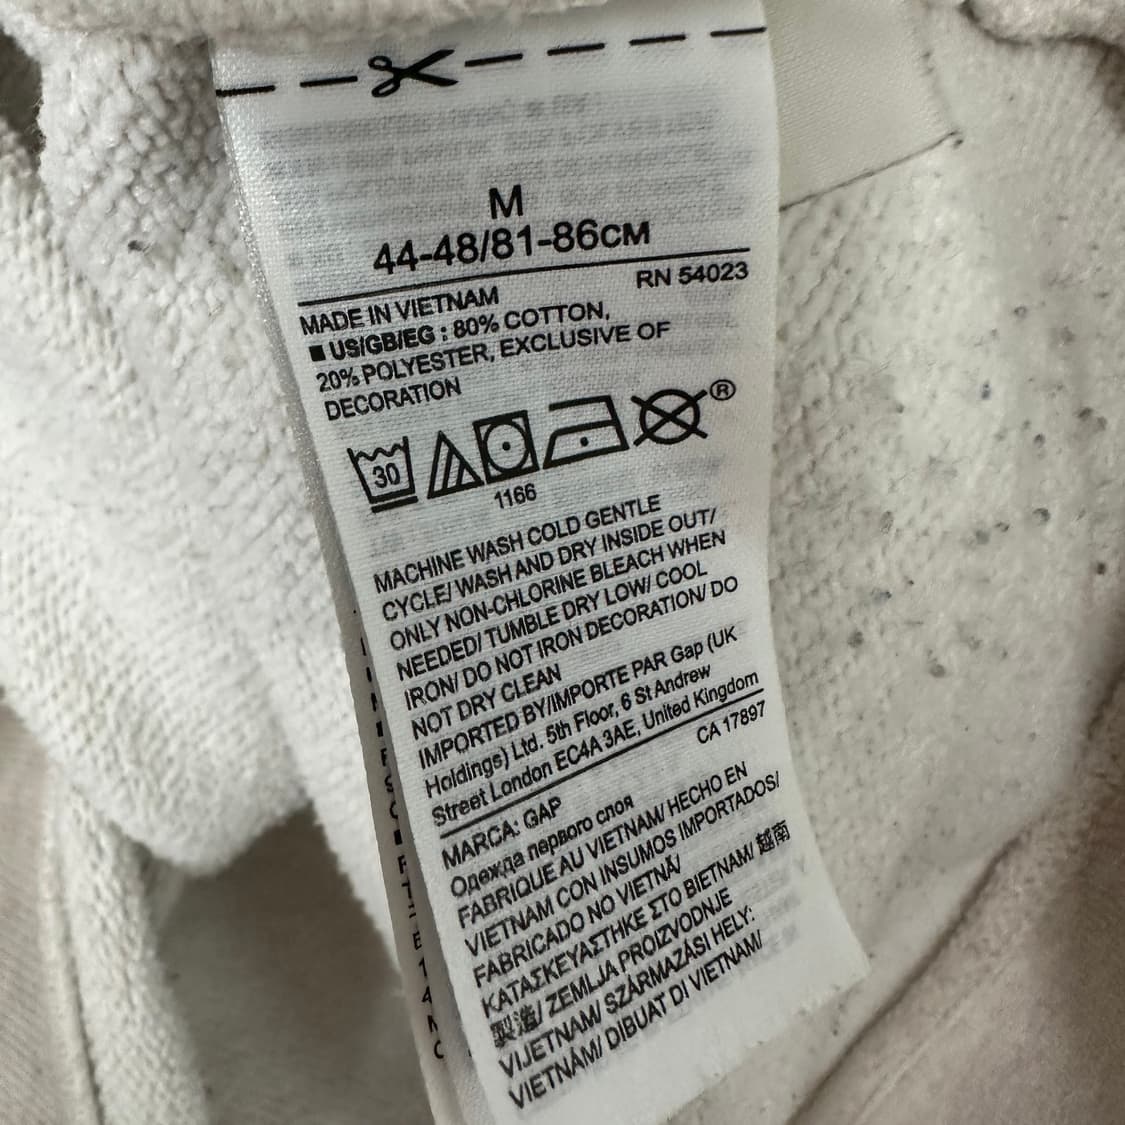 M
44-48/81-86CM
RN 54023
MADE IN VIETNAM
■ US/GB/EG : 80% COTTON,
20% POLYESTER, EXCLUSIVE OF
DECORATION
30
®
1166
MACHINE WASH COLD GENTLE
CYCLE/ WASH AND DRY INSIDE OUT/
ONLY NON-CHLORINE BLEACH WHEN
NEEDED/ TUMBLE DRY LOW/ COOL
IRON/ DO NOT IRON DECORATION/ DO
NOT DRY CLEAN
IMPORTED BY/IMPORTE PAR Gap (UK
Holdings) Ltd. 5th Floor, 6 St Andrew
Street London EC4A 3AE, United Kingdom
CA 17897
MARCA: GAP
Одежда первого слоя
FABRIQUE AU VIETNAM/ HECHO EN
VIETNAM CON INSUMOS IMPORTADOS/
FABRICADO NO VIETNÃ/
ΚΑΤΑΣΚΕΥΑΣΤΗΚΕ ΣΤΟ ΒΙΕΤΝΑΜ/ 越南
製造/ ZEMLJA PROIZVODNJE
VIJETNAM/ SZÁRMAZÁSI HELY:
VIETNÁM/ DIBUAT DI VIETNAM/